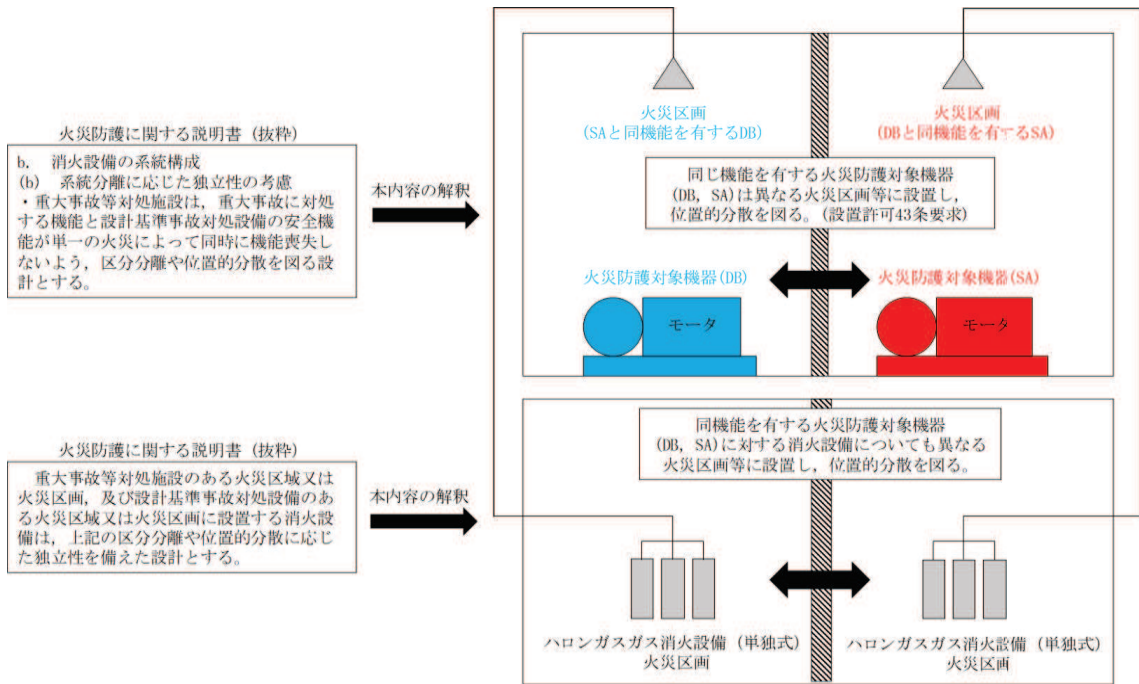 火災防護に関する説明書（抜粋）
b. 消火設備の系統構成
(b) 系統分離に応じた独立性の考慮
・重大事故等対処施設は，重大事故に対処
する機能と設計基準事故対処設備の安全機
能が単一の火災によって同時に機能喪失し
ないよう，区分分離や位置的分散を図る設
計とする。
本内容の解釈
火災区画
(SAと同機能を有するDB)
火災区画
(DBと同機能を有するSA)
同じ機能を有する火災防護対象機器
(DB, SA)は異なる火災区画等に設置し，
位置的分散を図る。(設置許可43条要求)
火災防護対象機器(DB)
火災防護対象機器(SA)
モータ
モータ
火災防護に関する説明書（抜粋）
重大事故等対処施設のある火災区域又は
火災区画，及び設計基準事故対処設備のあ
る火災区域又は火災区画に設置する消火設
備は，上記の区分分離や位置的分散に応じ
た独立性を備えた設計とする。
本内容の解釈
同機能を有する火災防護対象機器
(DB, SA)に対する消火設備についても異なる
火災区画等に設置し，位置的分散を図る。
ハロンガスガス消火設備（単独式）
火災区画
ハロンガスガス消火設備（単独式）
火災区画